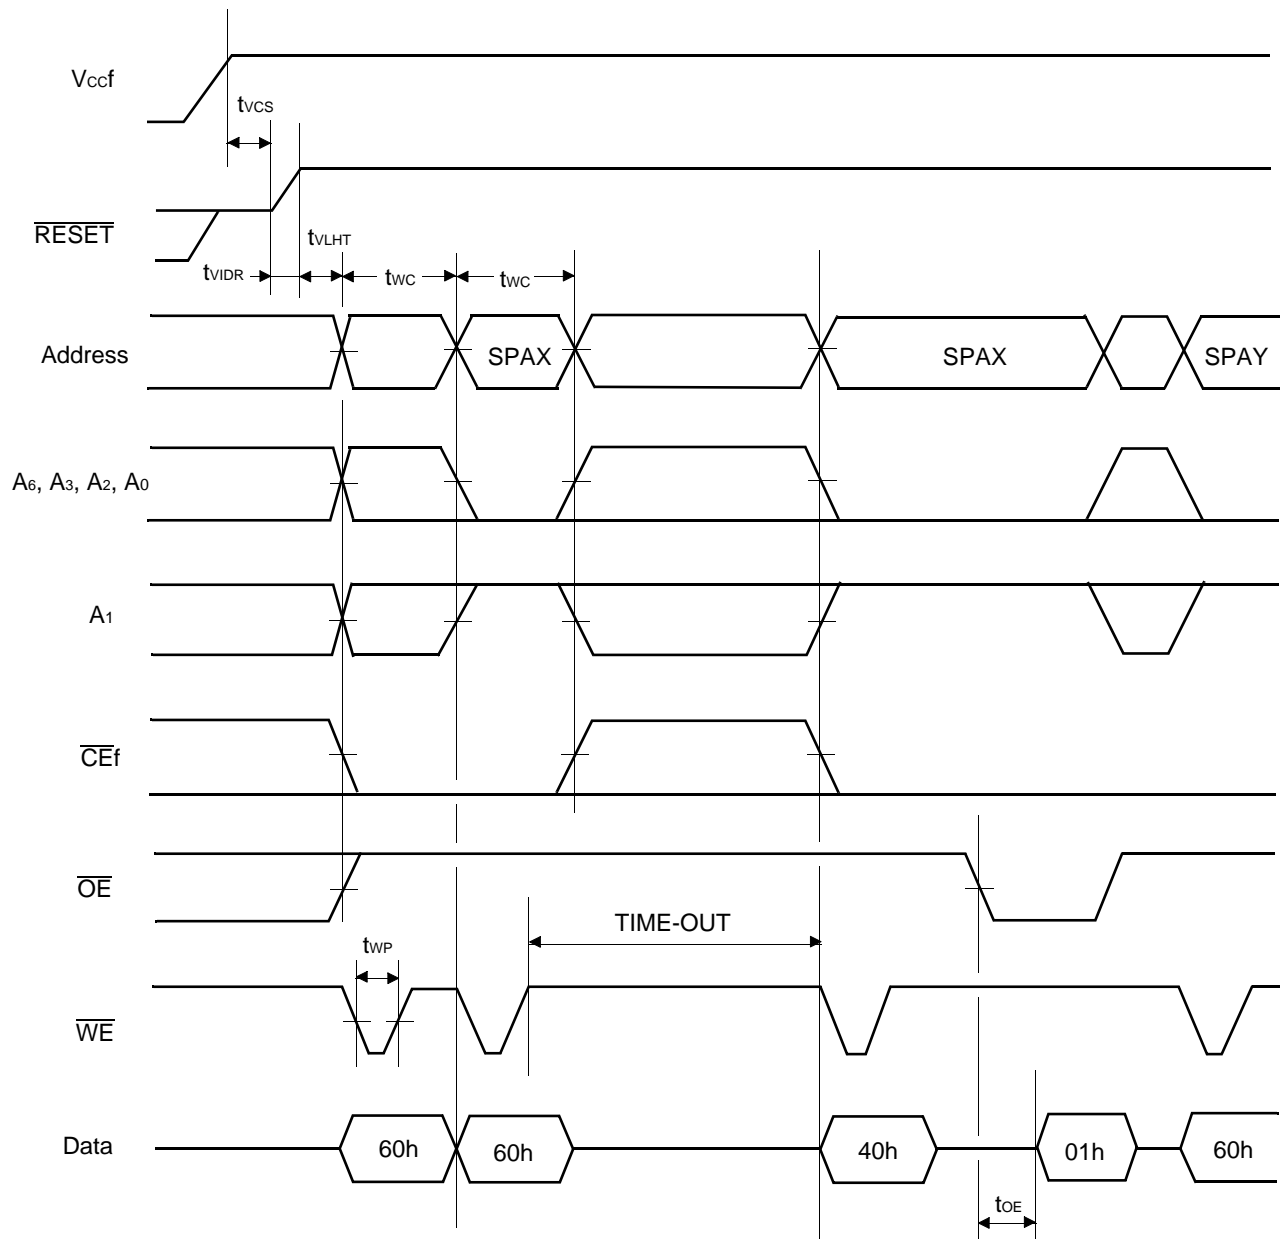 VCCf
tVCS
RESET
tVLHT
tVIDR
tWC
tWC
Address
SPAX
SPAX
SPAY
A6, A3, A2, A0
A1
CEf
OE
TIME-OUT
tWP
WE
Data
60h
60h
40h
01h
60h
tOE